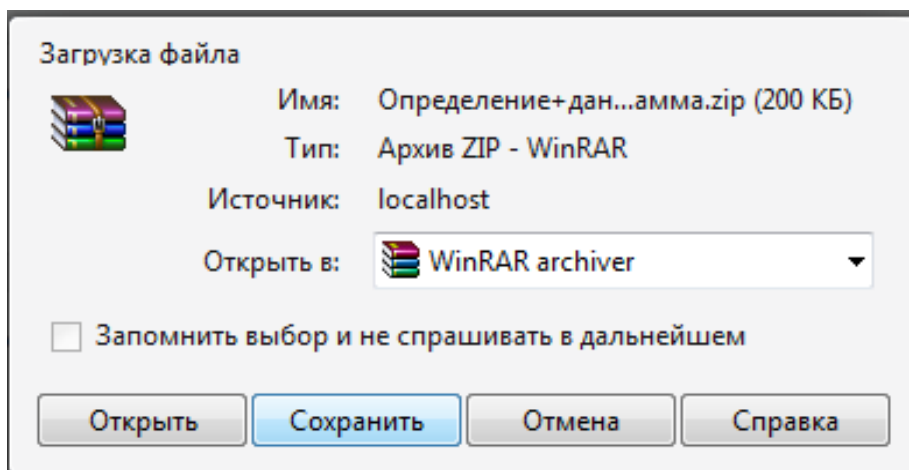 Загрузка файла
Имя: Определение+дан...амма.zip (200 КБ)
Тип: Архив ZIP - WinRAR
Источник: localhost
Открыть в: WinRAR archiver
Запомнить выбор и не спрашивать в дальнейшем
Открыть Сохранить Отмена Справка